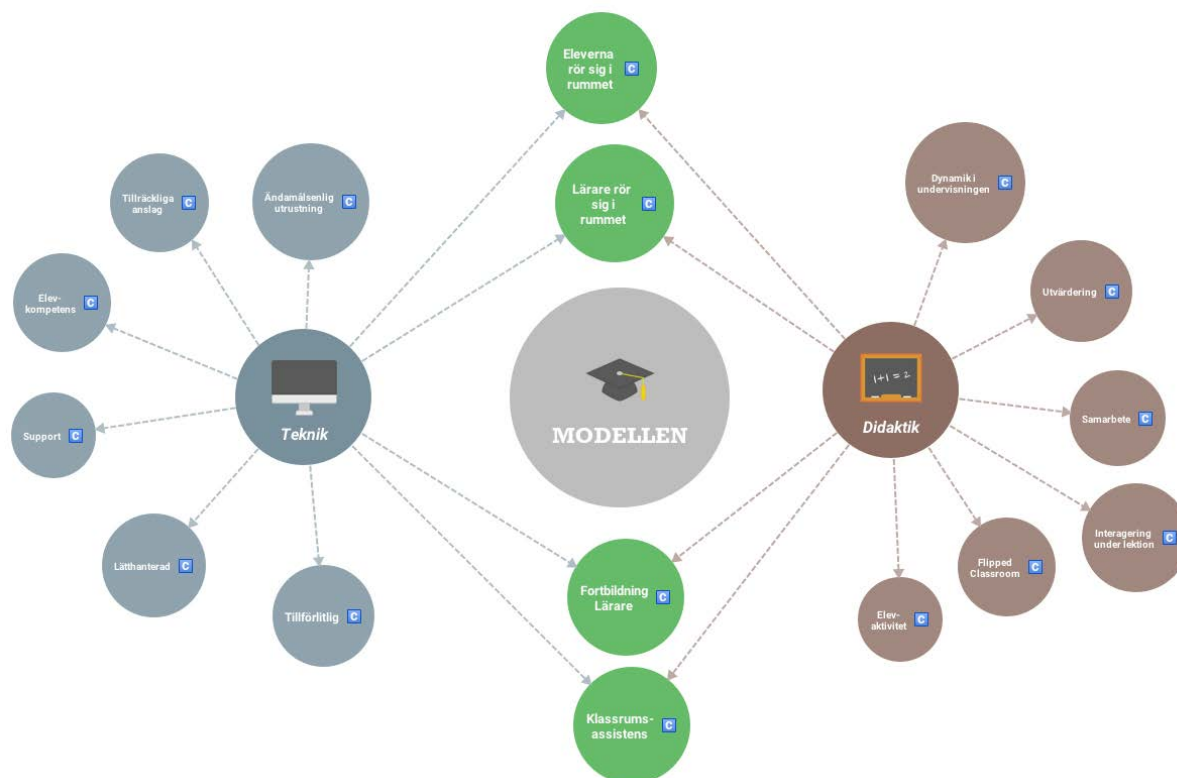 Eleverna
rör sig i
rummet
C
Lärare rör
sig i
rummet
C
Tillräckliga
anslag
C
Ändamålsenlig
utrustning
C
Elev-
kompetens
C
Support
C
Lätthanterad
C
Tillförlitlig
C
Teknik
MODELLEN
1+1=2
Didaktik
Dynamik i
undervisningen
C
Utvärdering
C
Samarbete
C
Interagering
under lektion
C
Flipped
Classroom
C
Elev-
aktivitet
C
Fortbildning
Lärare
C
Klassrums-
assistens
C